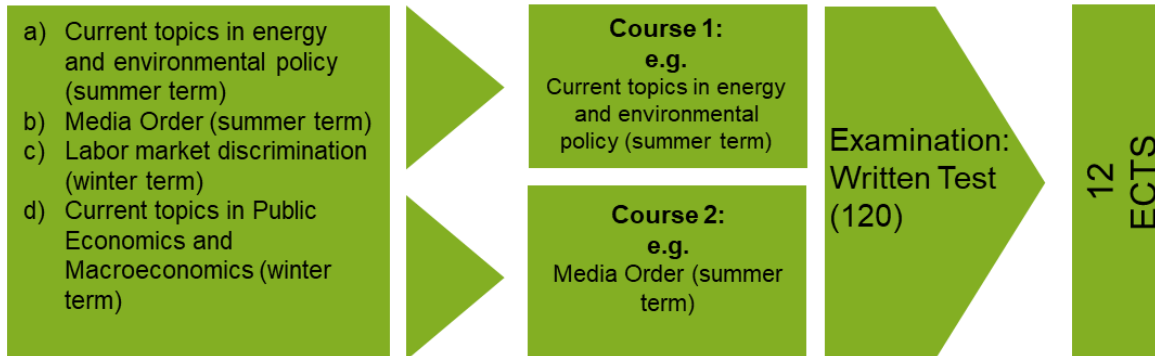 a) Current topics in energy
and environmental policy
(summer term)
b) Media Order (summer term)
c) Labor market discrimination
(winter term)
d) Current topics in Public
Economics and
Macroeconomics (winter
term)
Course 1:
e.g.
Current topics in energy
and environmental
policy (summer term)
Course 2:
e.g.
Media Order (summer
term)
Examination:
Written Test
(120)
12
ECTS